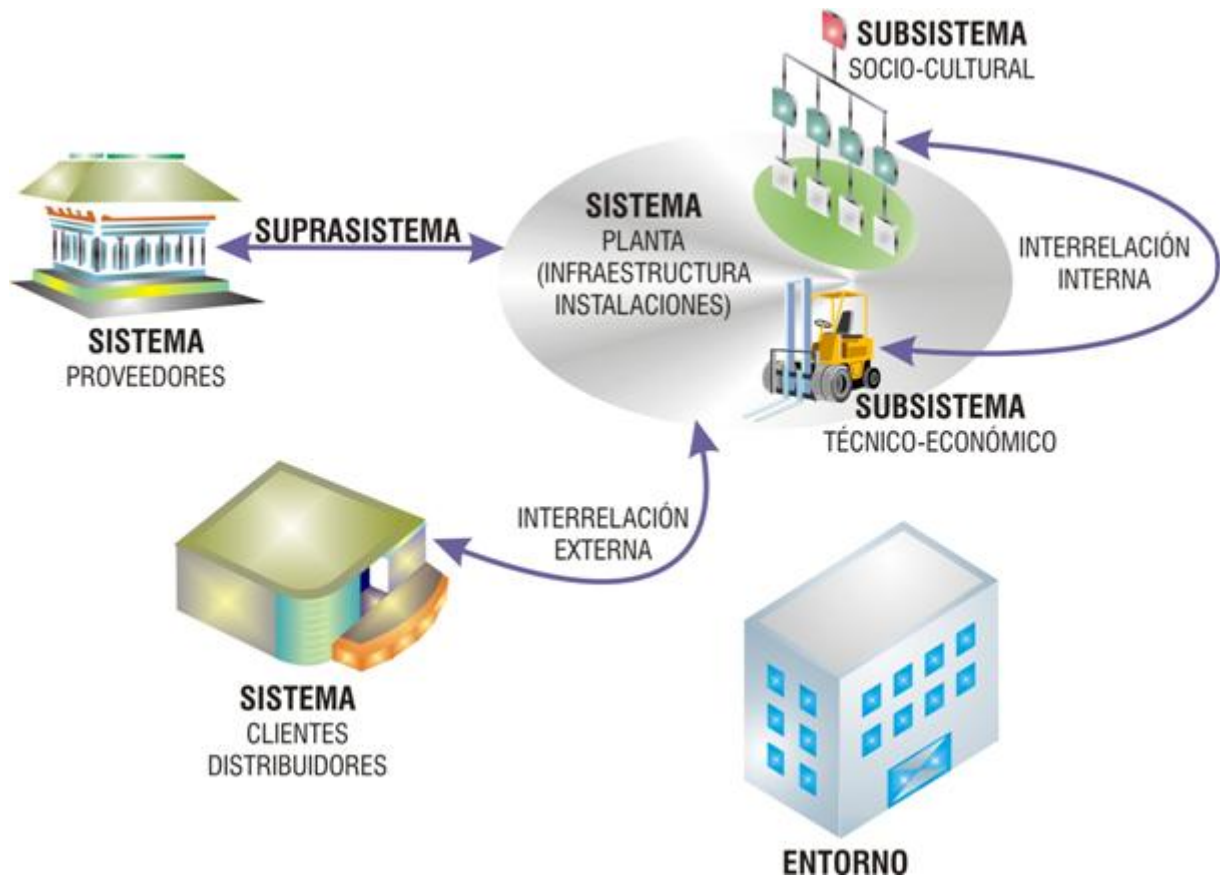 SUBSISTEMA
SOCIO-CULTURAL
SISTEMA
PLANTA
(INFRAESTRUCTURA
INSTALACIONES)
SUPRASISTEMA
INTERRELACIÓN
INTERNA
SISTEMA
PROVEEDORES
SUBSISTEMA
TÉCNICO-ECONÓMICO
INTERRELACIÓN
EXTERNA
SISTEMA
CLIENTES
DISTRIBUIDORES
ENTORNO